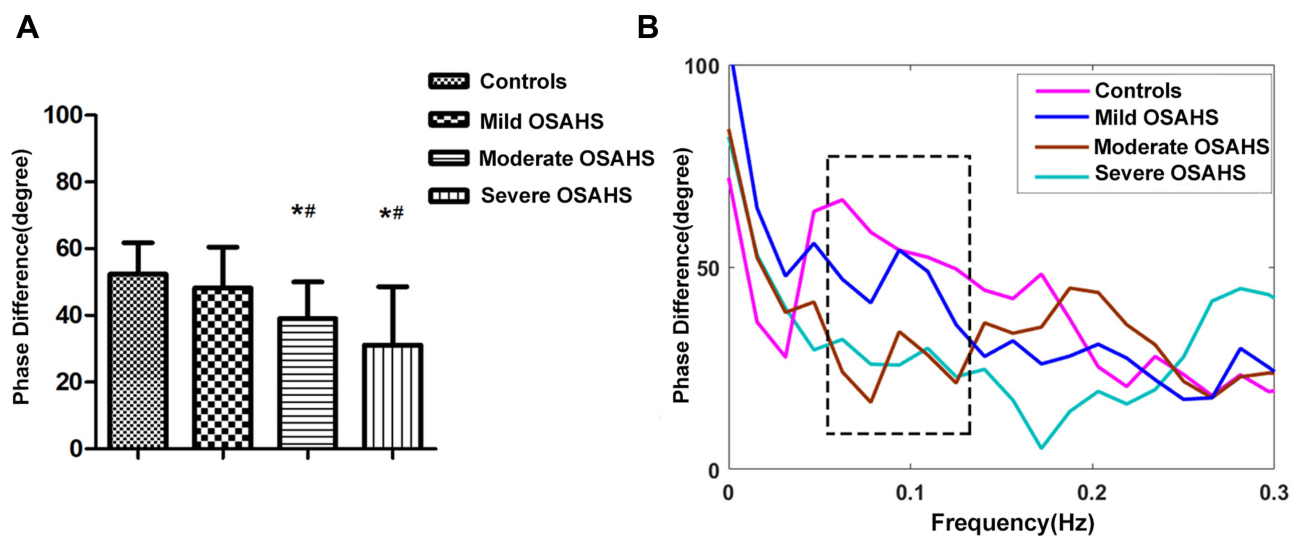 A
Controls
Mild OSAHS
Moderate OSAHS
Severe OSAHS
Phase Difference(degree)
100
80
60
40
20
0
*#
*#
B
Controls
Mild OSAHS
Moderate OSAHS
Severe OSAHS
Phase Difference(degree)
100
50
0
0
0.1
0.2
0.3
Frequency(Hz)